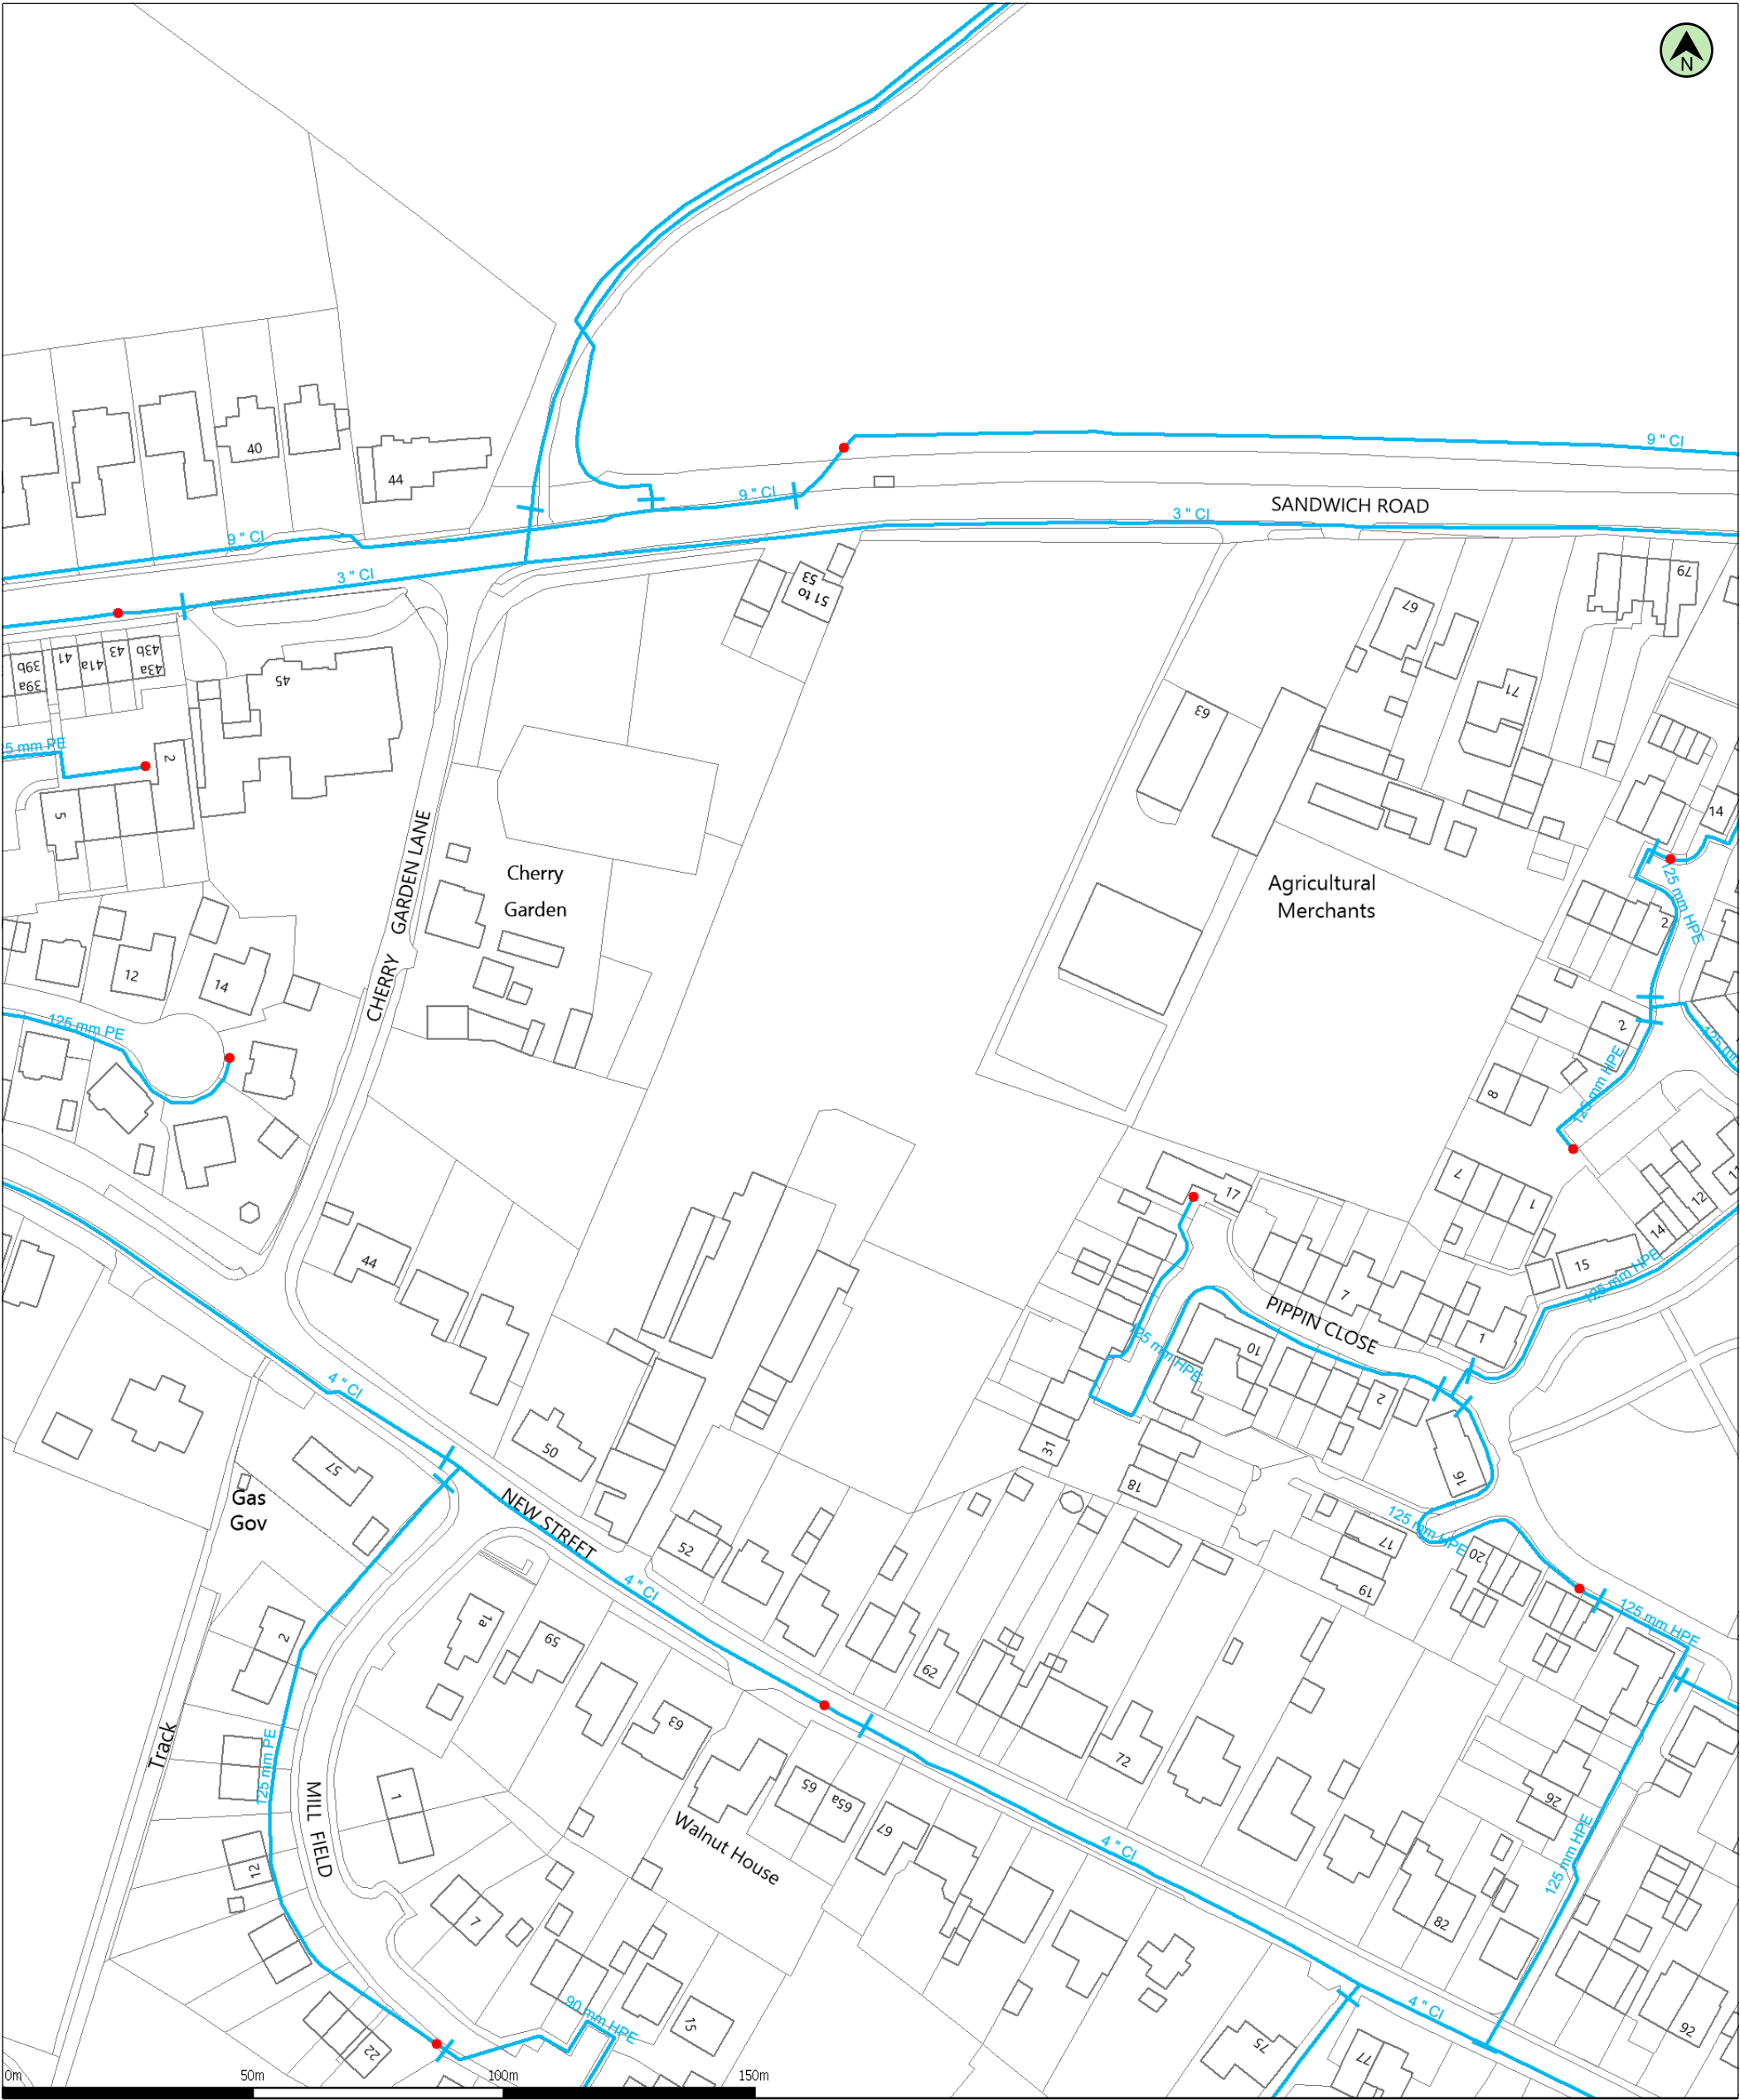 N
9 " CI
40
44
9 " CI
SANDWICH ROAD
3 " CI
9 " CI
3 " CI
51 to
53
79
67
39b
39a
41
41a
43
43b
43a
45
71
63
2
5
14
Cherry
Garden
CHERRY GARDEN LANE
Agricultural
Merchants
125 mm HPE
2
12
14
125 mm PE
2
125 mm HPE
8
17
7
1
12
14
15
125 mm HPE
44
PIPPIN CLOSE
7
1
125 mm HPE
10
2
4 " CI
50
31
16
57
Gas
Gov
18
NEW STREET
52
125 mm HPE
17
20
19
4 " CI
125 mm HPE
1a
59
2
62
63
72
Track
125 mm PE
MILL FIELD
1
65
65a
67
Walnut House
26
4 " CI
125 mm HPE
12
7
82
90 mm HPE
15
4 " CI
22
75
77
92
0m
50m
100m
150m